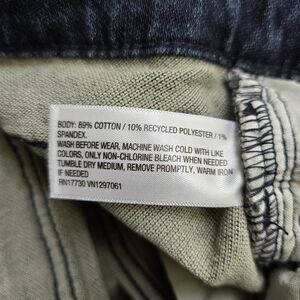 BODY: 89% COTTON / 10% RECYCLED POLYESTER / 1%
SPANDEX.
WASH BEFORE WEAR, MACHINE WASH COLD WITH LIKE
COLORS, ONLY NON-CHLORINE BLEACH WHEN NEEDED
TUMBLE DRY MEDIUM, REMOVE PROMPTLY, WARM IRON
IF NEEDED
RN17730 VN1297061